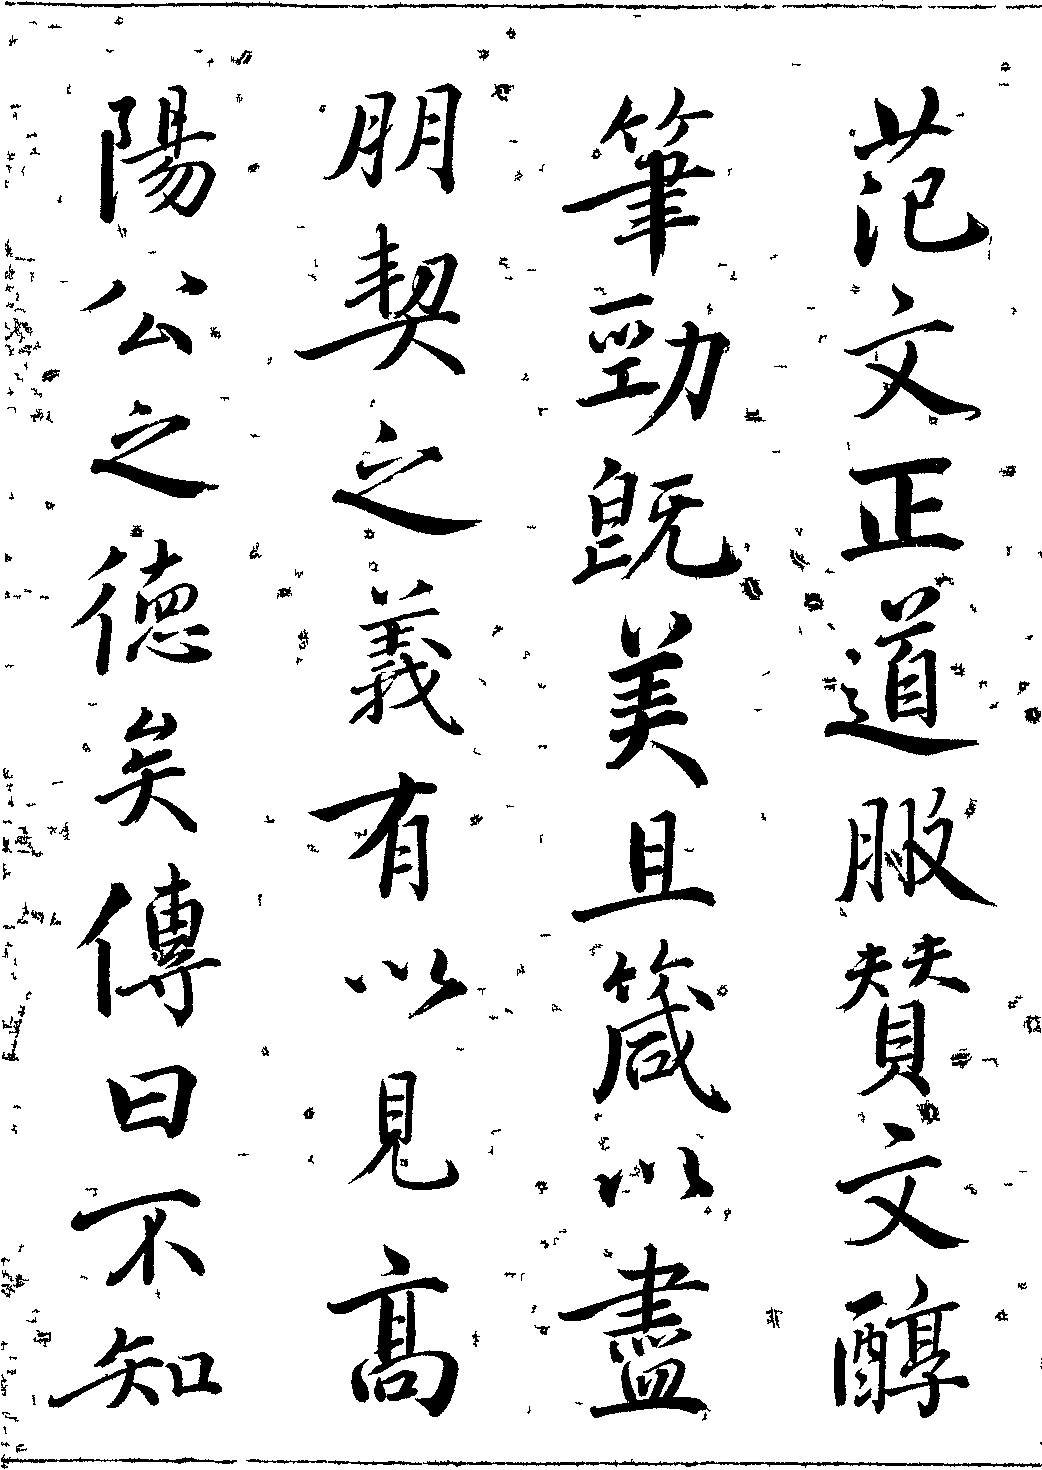 范文正道服賛文醇
筆勁既美且箴以盡
朋契之義有以見高
陽公之德矣傳曰不知